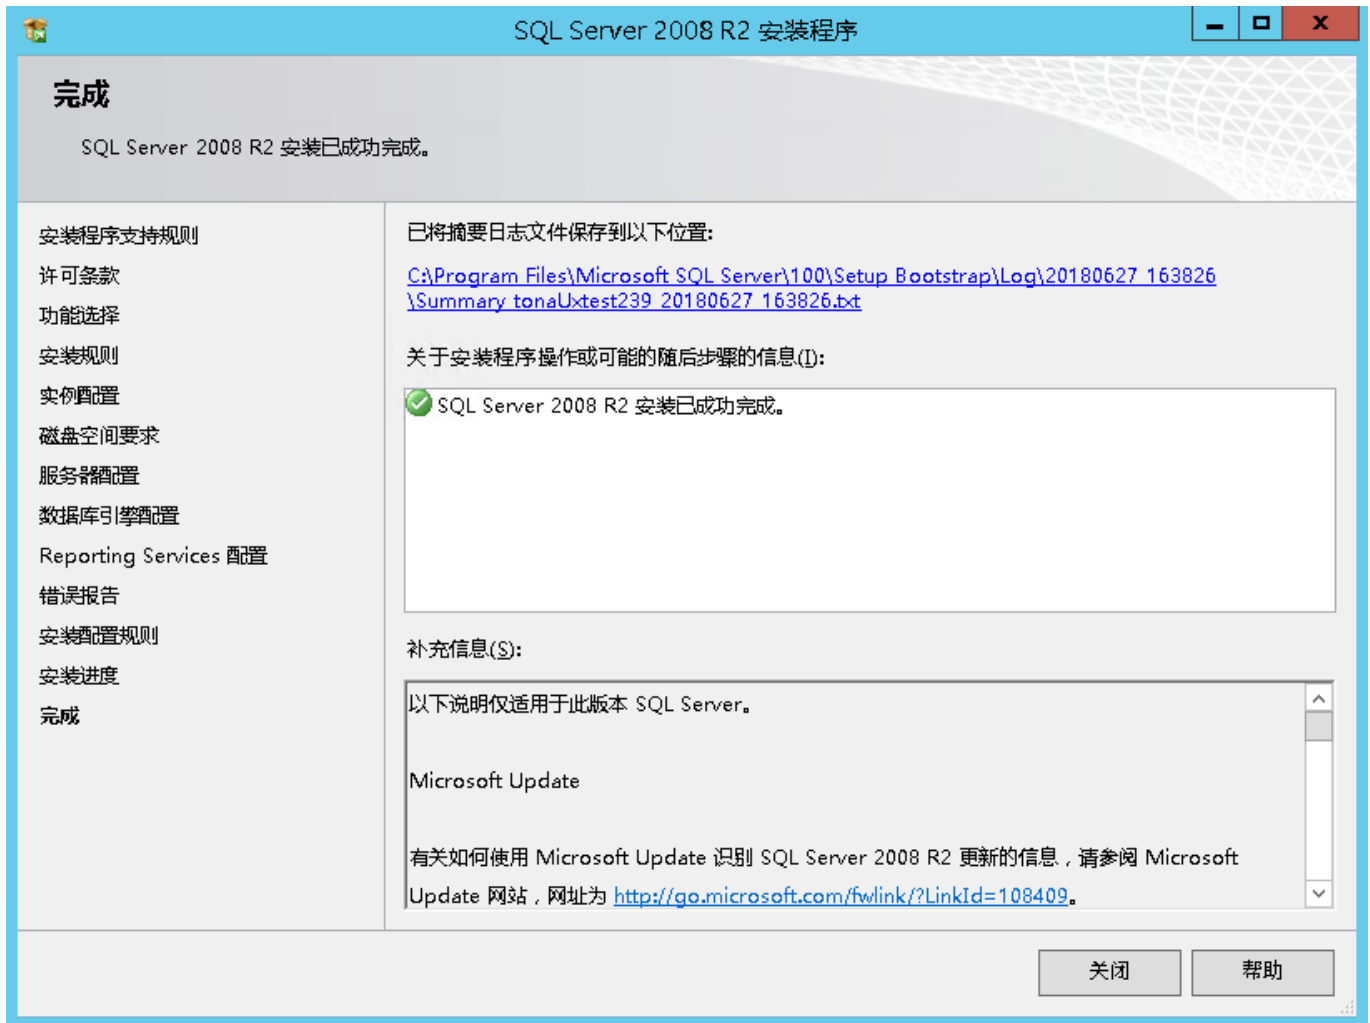 SQL Server 2008 R2 安装程序
完成
SQL Server 2008 R2 安装已成功完成。
安装程序支持规则
许可条款
功能选择
安装规则
实例配置
磁盘空间要求
服务器配置
数据库引擎配置
Reporting Services 配置
错误报告
安装配置规则
安装进度
完成
已将摘要日志文件保存到以下位置:
C:\Program Files\Microsoft SQL Server\100\Setup Bootstrap\Log\20180627_163826
\Summary_tonaUxtest239_20180627_163826.txt
关于安装程序操作或可能的随后步骤的信息(I):
SQL Server 2008 R2 安装已成功完成。
补充信息(S):
以下说明仅适用于此版本 SQL Server。
Microsoft Update
有关如何使用 Microsoft Update 识别 SQL Server 2008 R2 更新的信息，请参阅 Microsoft
Update 网站，网址为 http://go.microsoft.com/fwlink/?LinkId=108409。
关闭
帮助